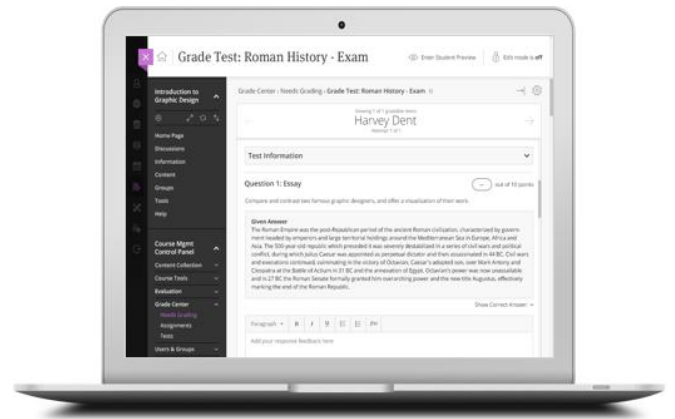 Grade Test: Roman History - Exam
Enter Student Preview
Edit mode is off
Introduction to
Graphic Design
Home Page
Discussions
Information
Content
Groups
Tools
Help
Course Mgmt
Control Panel
Content Collection
Course Tools
Evaluation
Grade Center
Needs Grading
Assignments
Tests
Users & Groups
Grade Center › Needs Grading › Grade Test: Roman History - Exam
Viewing 1 of 1 gradable items
Harvey Dent
Attempt 1 of 1
Test Information
Question 1: Essay
-- out of 10 points
Compare and contrast two famous graphic designers, and offer a visualization of their work.
Given Answer
The Roman Empire was the post-Republican period of the ancient Roman civilization, characterized by govern-
ment headed by emperors and large territorial holdings around the Mediterranean Sea in Europe, Africa and
Asia. The 500-year-old republic which preceded it was severely destabilized in a series of civil wars and political
conflict, during which Julius Caesar was appointed as perpetual dictator and then assassinated in 44 BC. Civil wars
and executions continued, culminating in the victory of Octavian, Caesar's adopted son, over Mark Antony and
Cleopatra at the Battle of Actium in 31 BC and the annexation of Egypt. Octavian's power was now unassailable
and in 27 BC the Roman Senate formally granted him overarching power and the new title Augustus, effectively
marking the end of the Roman Republic.
Show Correct Answer
Paragraph B I U
Add your response feedback here